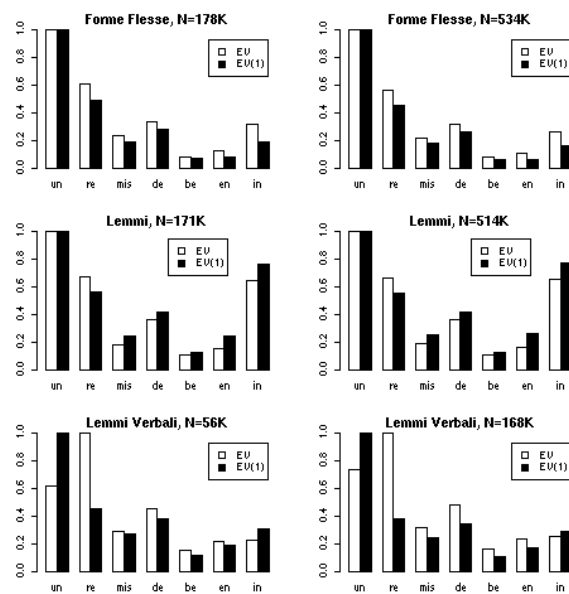 Forme Flesse, N=178K
EV
EV(1)
0.0 0.2 0.4 0.6 0.8 1.0
un re mis de be en in
Forme Flesse, N=534K
EV
EV(1)
0.0 0.2 0.4 0.6 0.8 1.0
un re mis de be en in
Lemmi, N=171K
EV
EV(1)
0.0 0.2 0.4 0.6 0.8 1.0
un re mis de be en in
Lemmi, N=514K
EV
EV(1)
0.0 0.2 0.4 0.6 0.8 1.0
un re mis de be en in
Lemmi Verbali, N=56K
EV
EV(1)
0.0 0.2 0.4 0.6 0.8 1.0
un re mis de be en in
Lemmi Verbali, N=168K
EV
EV(1)
0.0 0.2 0.4 0.6 0.8 1.0
un re mis de be en in